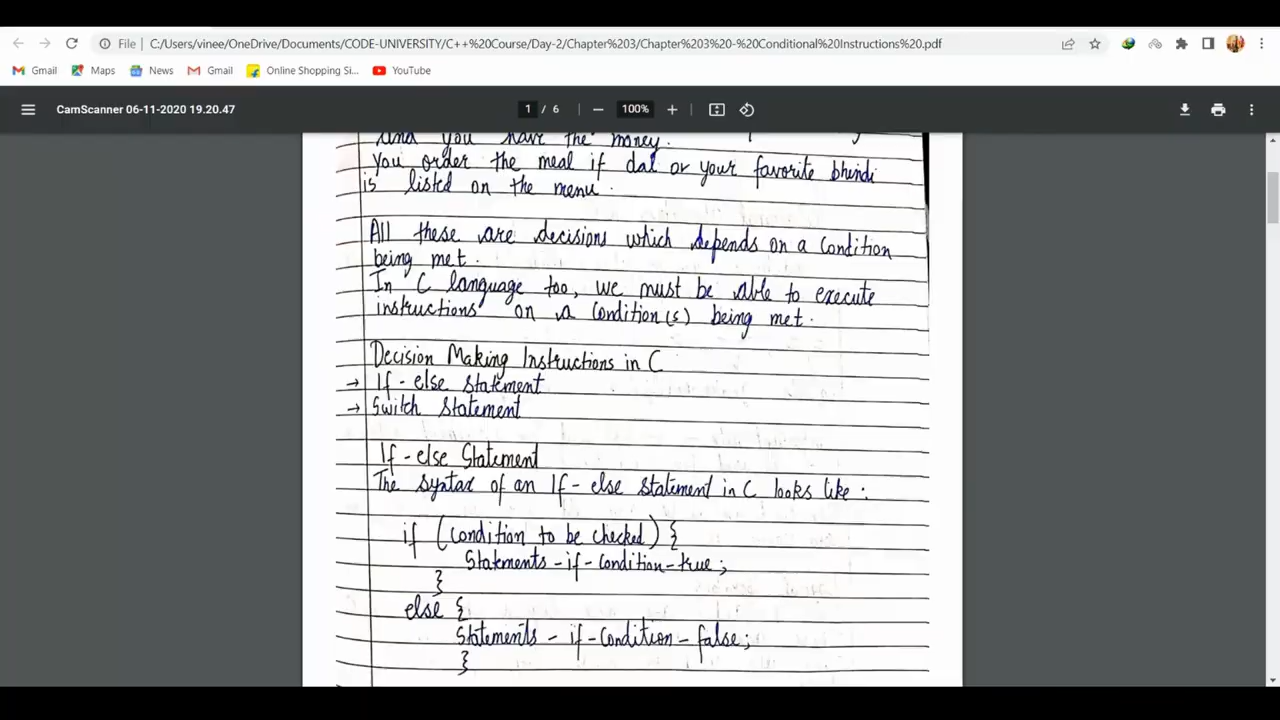 File
C:/Users/vinee/OneDrive/Documents/CODE-UNIVERSITY/C++%20Course/Day-2/Chapter%203/Chapter%203%20-%20Conditional%20Instructions%20.pdf
Gmail Maps News Gmail Online Shopping Si... YouTube
CamScanner 06-11-2020 19.20.47
1 / 6
100%
And you have the money.
You order the meal if dal or your favorite bhindi
is listd on the menu.
All these are decisions which depends on a condition
being met.
In C language too, we must be able to execute
instructions on a condition(s) being met.
Decision Making Instructions in C
→ If - else statement
→ Switch Statement
If - else Statement
The syntax of an If - else statement in C looks like :
if (condition to be checked) {
Statements - if - condition - true ;
}
else {
Statements - if - condition - false;
}